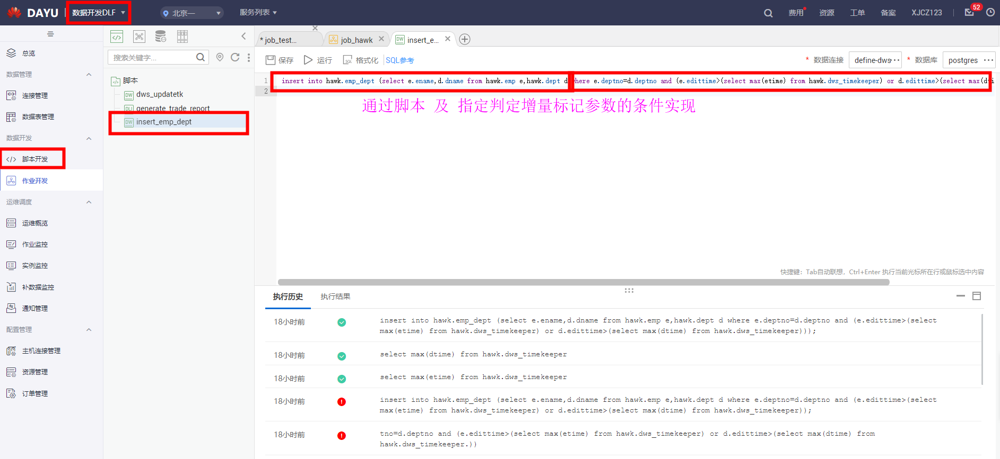 DAYU 数据开发DLF 北京一 服务列表 费用 资源 工单 备案 XJCZ123 52
总览
数据管理
连接管理
数据表管理
数据开发
脚本开发
作业开发
运维调度
运维概览
作业监控
实例监控
补数据监控
通知管理
配置管理
主机连接管理
资源管理
订单管理
搜索关键字...
脚本
DW dws_updatetk
DLI generate_trade_report
DW insert_emp_dept
* job_test... job_hawk DW insert_e...
保存 运行 SQL 格式化 SQL参考 * 数据连接 define-dws··· * 数据库 postgres ···
1 insert into hawk.emp_dept (select e.ename,d.dname from hawk.emp e,hawk.dept d where e.deptno=d.deptno and (e.edittime>(select max(etime) from hawk.dws_timekeeper) or d.edittime>(select max(dti
2
通过脚本 及 指定判定增量标记参数的条件实现
快捷键：Tab自动联想，Ctrl+Enter 执行当前光标所在行或鼠标选中内容
执行历史 执行结果
18小时前 insert into hawk.emp_dept (select e.ename,d.dname from hawk.emp e,hawk.dept d where e.deptno=d.deptno and (e.edittime>(select
max(etime) from hawk.dws_timekeeper) or d.edittime>(select max(dtime) from hawk.dws_timekeeper)));
18小时前 select max(dtime) from hawk.dws_timekeeper
18小时前 select max(etime) from hawk.dws_timekeeper
18小时前 insert into hawk.emp_dept (select e.ename,d.dname from hawk.emp e,hawk.dept d where e.deptno=d.deptno and (e.edittime>(select
max(etime) from hawk.dws_timekeeper) or d.edittime>(select max(dtime) from hawk.dws_timekeeper));
18小时前 tno=d.deptno and (e.edittime>(select max(etime) from hawk.dws_timekeeper) or d.edittime>(select max(dtime) from
hawk.dws_timekeeper.))